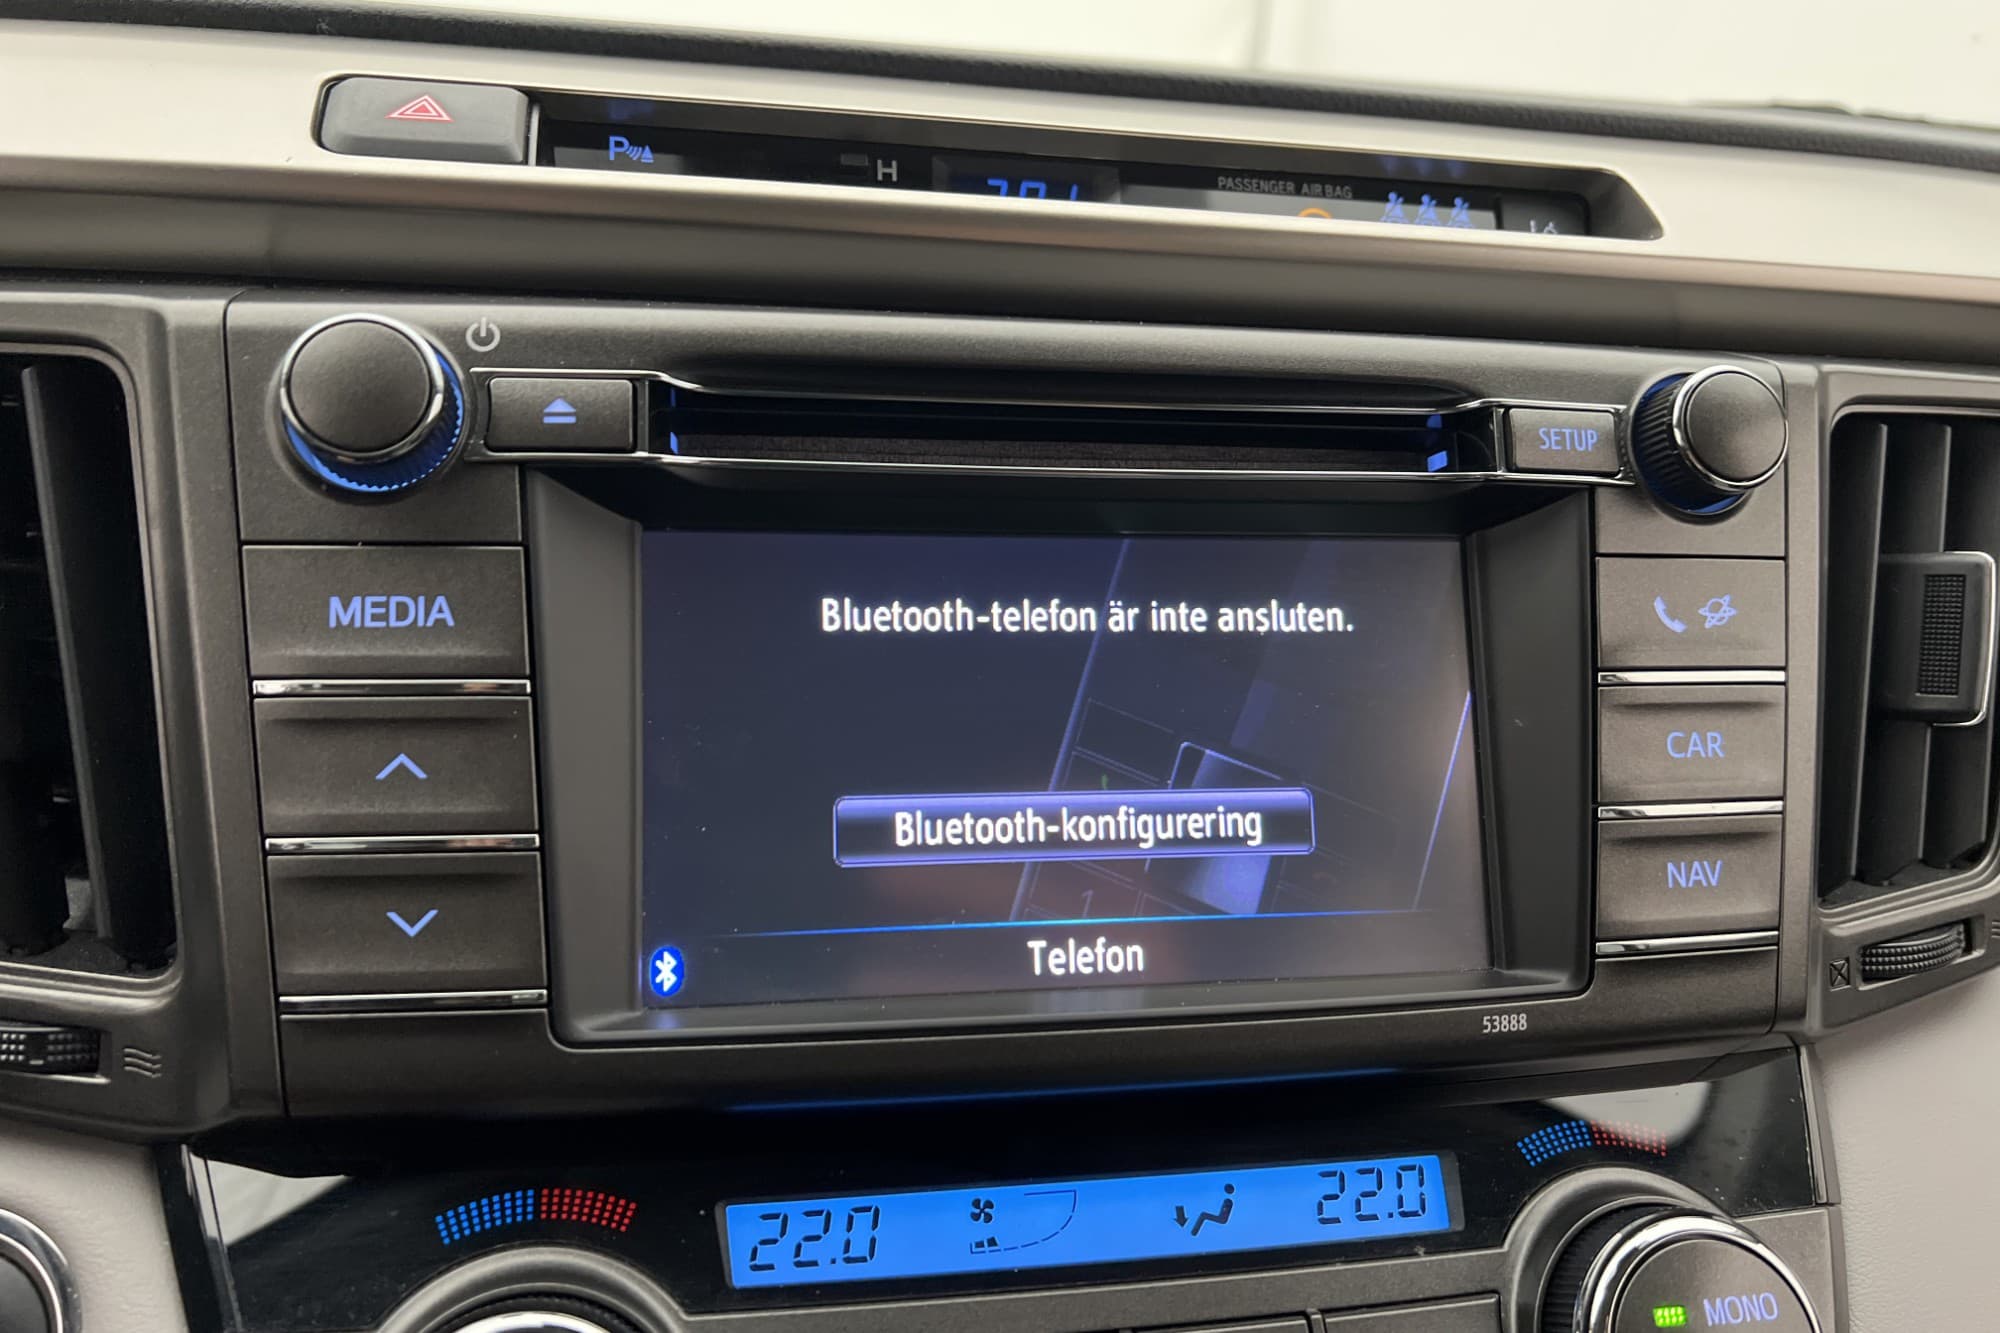 P
H
PASSENGER AIR BAG
SETUP
MEDIA
Bluetooth-telefon är inte ansluten.
CAR
Bluetooth-konfigurering
NAV
Telefon
53888
22.0
22.0
MONO